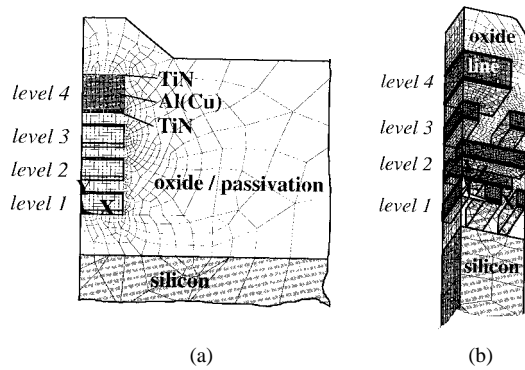 TiN
Al(Cu)
TiN
level 4
level 3
level 2
level 1
Y
X
oxide / passivation
silicon
(a)
oxide
line
level 4
level 3
level 2
level 1
silicon
(b)